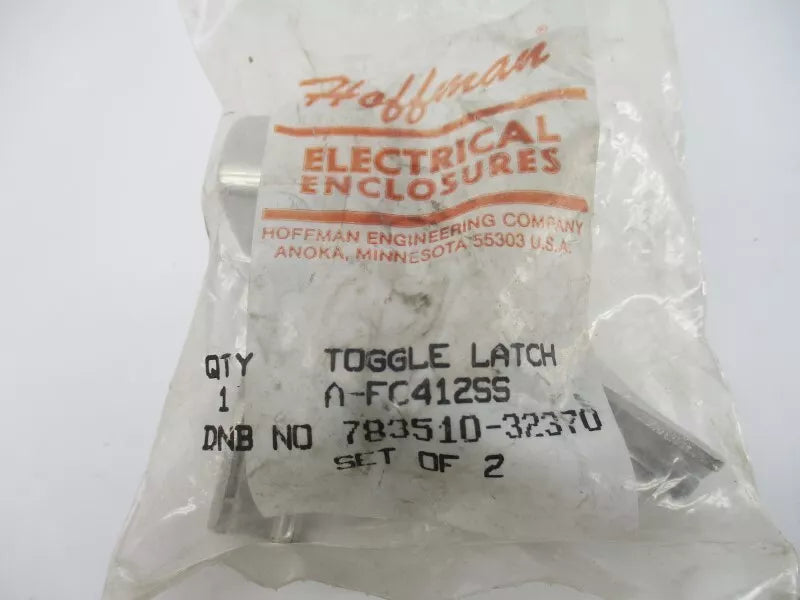 Hoffman®
ELECTRICAL
ENCLOSURES
HOFFMAN ENGINEERING COMPANY
ANOKA, MINNESOTA 55303 U.S.A.
QTY TOGGLE LATCH
1 A-FC412SS
DNB NO 783510-32370
SET OF 2